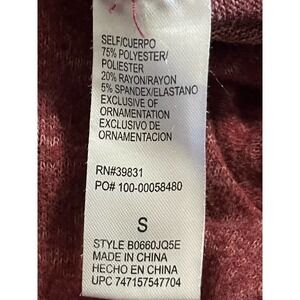 SELF/CUERPO
75% POLYESTER/
POLIESTER
20% RAYON/RAYON
5% SPANDEX/ELASTANO
EXCLUSIVE OF
ORNAMENTATION
EXCLUSIVO DE
ORNAMENTACION
RN#39831
PO# 100-00058480
S
STYLE B0660JQ5E
MADE IN CHINA
HECHO EN CHINA
UPC 747157547704